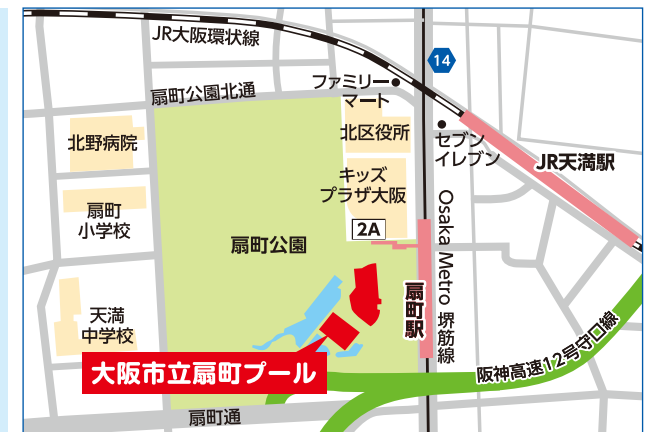 JR大阪環状線
14
ファミリー
マート
扇町公園北通
セブン
イレブン
北区役所
北野病院
JR天満駅
キッズ
プラザ大阪
扇町
小学校
2A
Osaka Metro 堺筋線
扇町公園
扇町駅
天満
中学校
阪神高速12号守口線
大阪市立扇町プール
扇町通